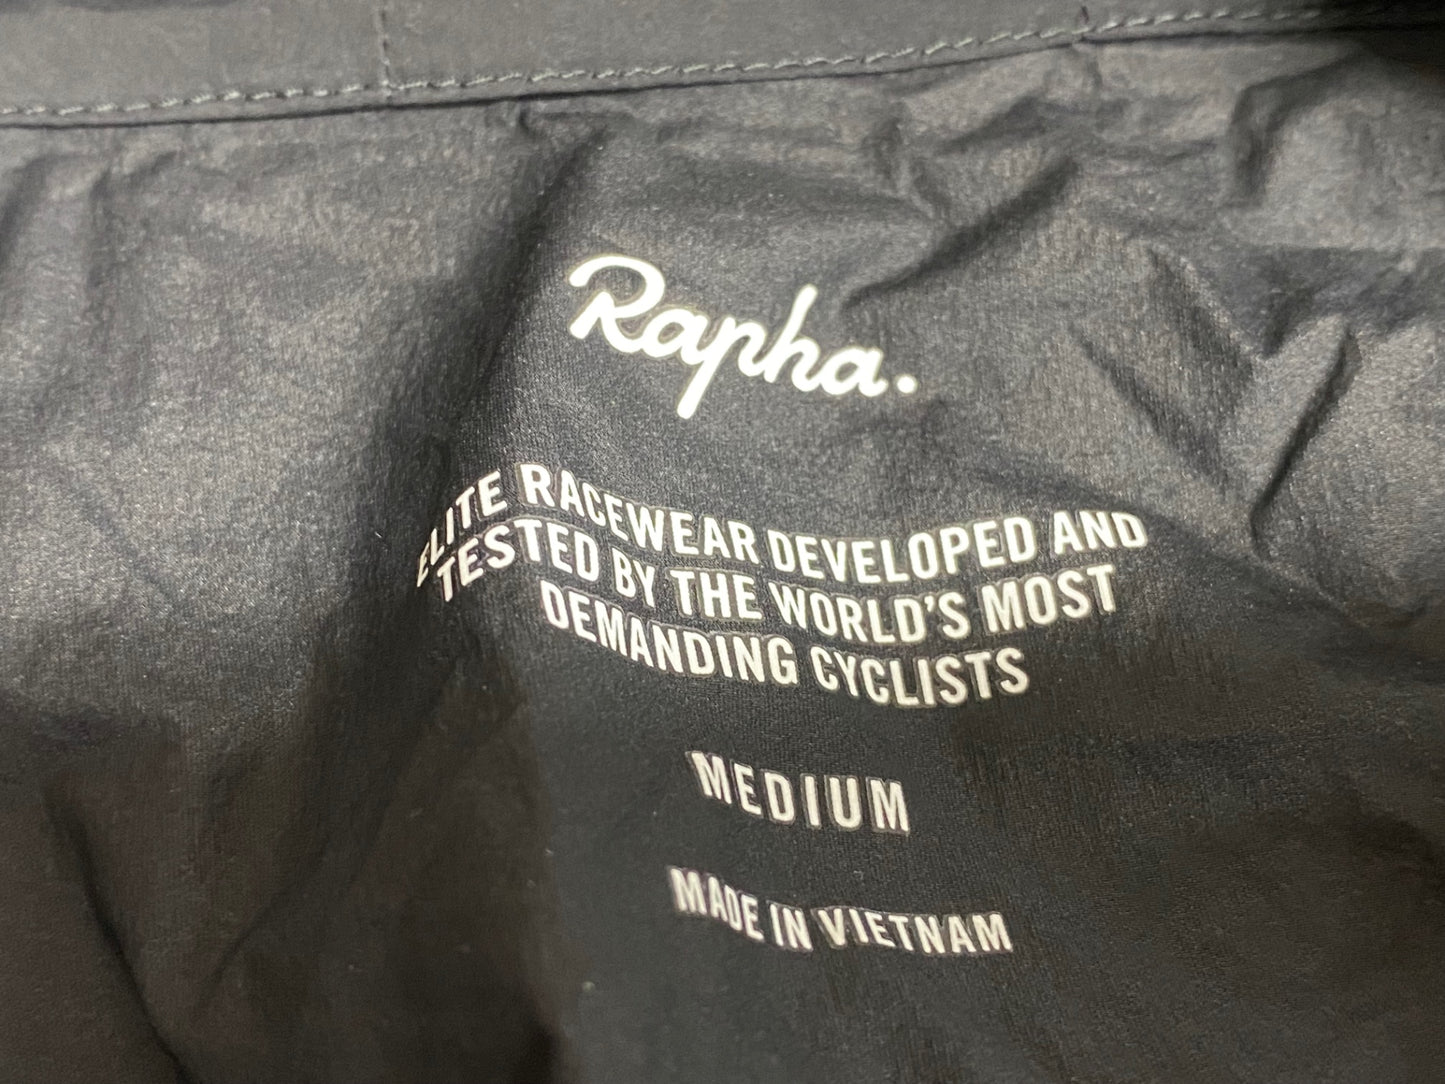 Rapha.
ELITE RACEWEAR DEVELOPED AND
TESTED BY THE WORLD'S MOST
DEMANDING CYCLISTS
MEDIUM
MADE IN VIETNAM